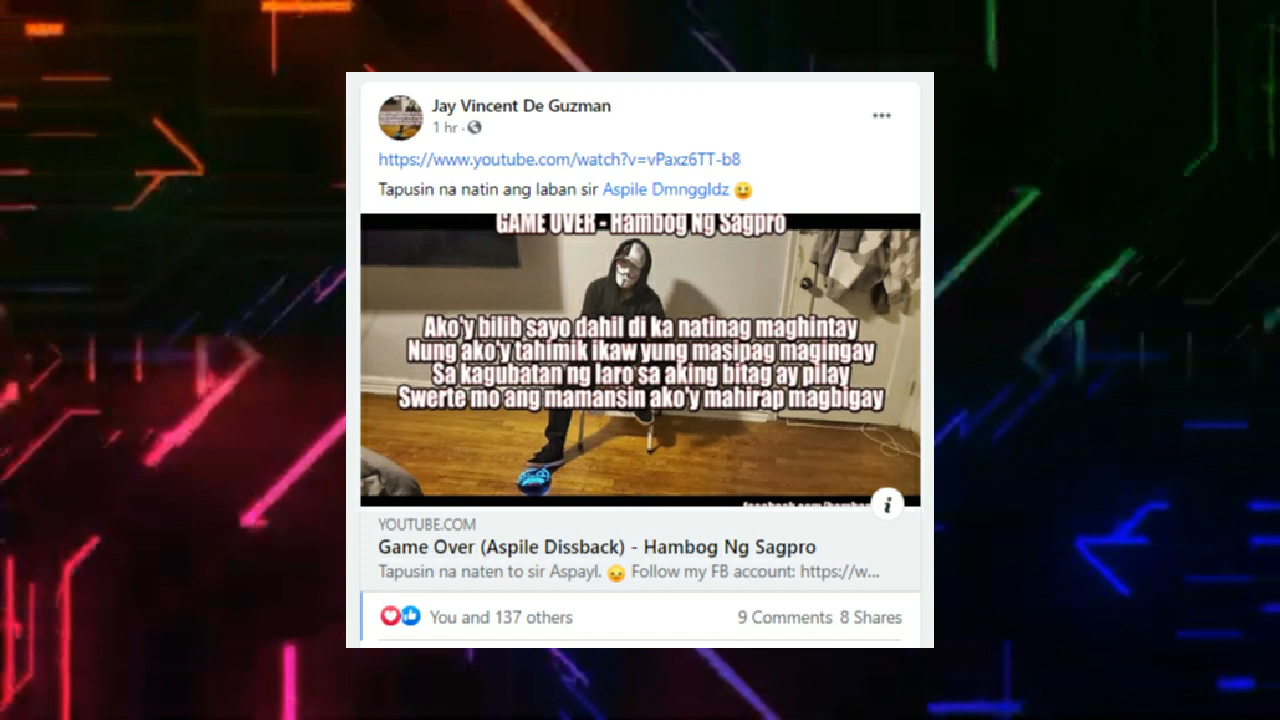 Jay Vincent De Guzman
1 hr ·
https://www.youtube.com/watch?v=vPaxz6TT-b8
Tapusin na natin ang laban sir Aspile Dmnggldz
GAME OVER - Hambog Ng Sagpro
Ako'y bilib sayo dahil di ka natinag maghintay
Nung ako'y tahimik ikaw yung masipag magingay
Sa kagubatan ng laro sa aking bitag ay pilay
Swerte mo ang mamansin ako'y mahirap magbigay
YOUTUBE.COM
Game Over (Aspile Dissback) - Hambog Ng Sagpro
Tapusin na naten to sir Aspayl. 😞 Follow my FB account: https://w...
You and 137 others
9 Comments 8 Shares